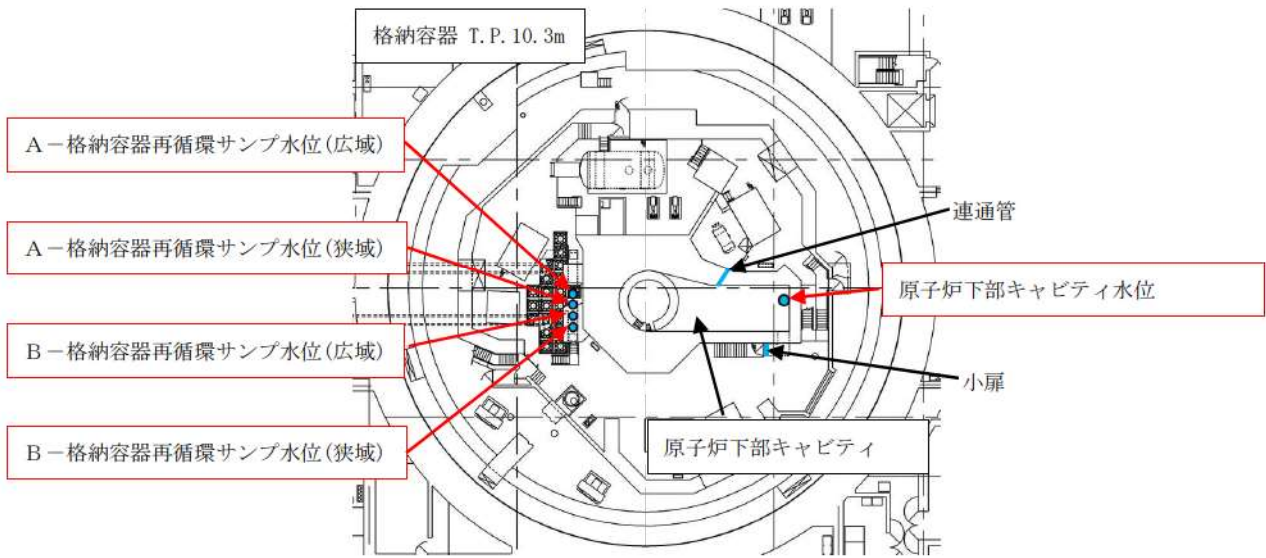 格納容器 T.P.10.3m
A－格納容器再循環サンプ水位(広域)
A－格納容器再循環サンプ水位(狭域)
B－格納容器再循環サンプ水位(広域)
B－格納容器再循環サンプ水位(狭域)
連通管
原子炉下部キャビティ水位
小扉
原子炉下部キャビティ